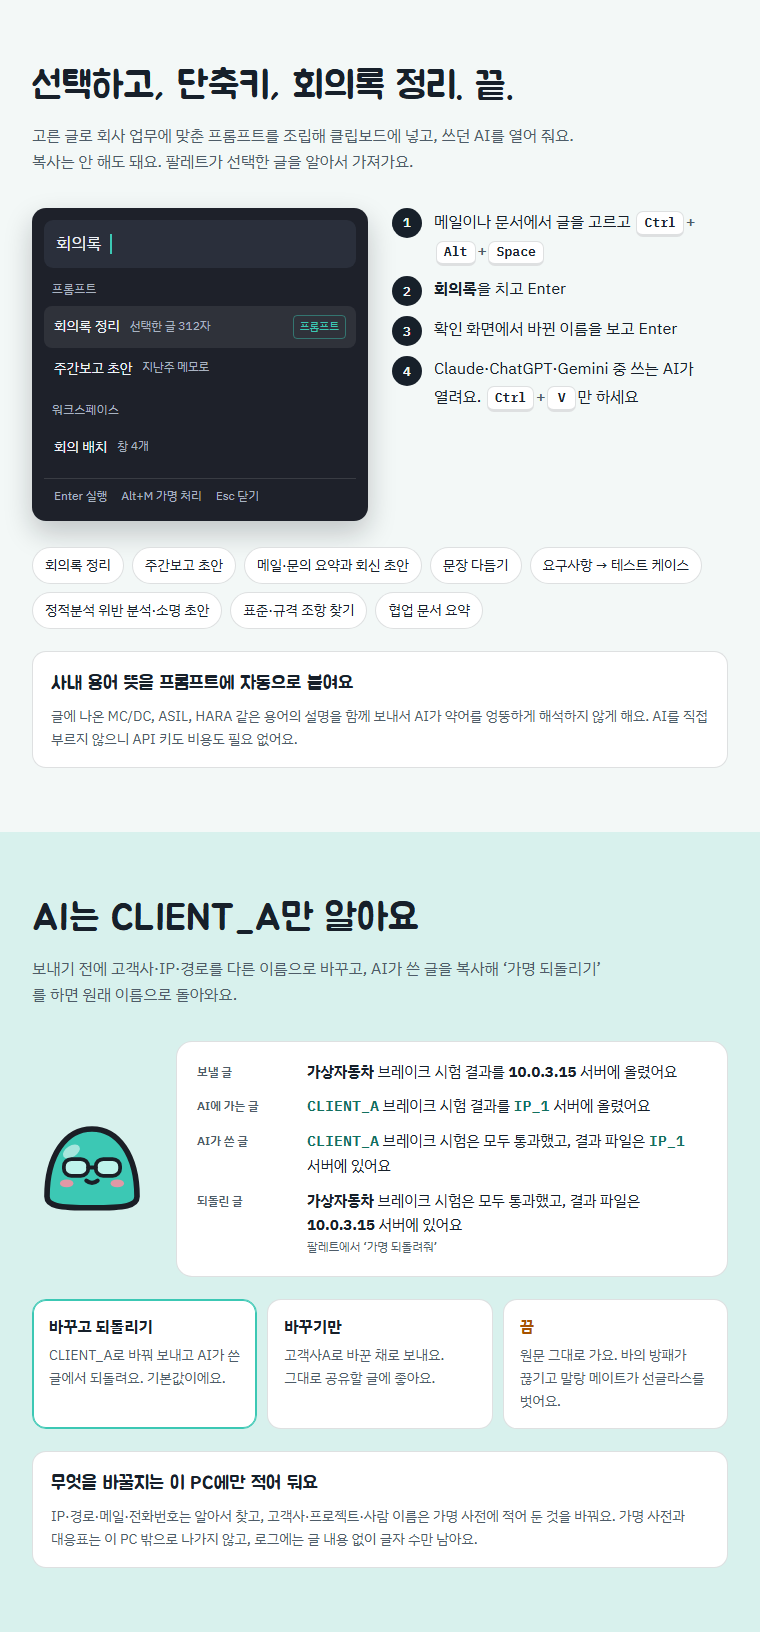 선택하고, 단축키, 회의록 정리. 끝.
고른 글로 회사 업무에 맞춘 프롬프트를 조립해 클립보드에 넣고, 쓰던 AI를 열어 줘요.
복사는 안 해도 돼요. 팔레트가 선택한 글을 알아서 가져가요.
회의록
프롬프트
회의록 정리 선택한 글 312자 프롬프트
주간보고 초안 지난주 메모로
워크스페이스
회의 배치 창 4개
Enter 실행 Alt+M 가명 처리 Esc 닫기
1 메일이나 문서에서 글을 고르고 Ctrl +
Alt + Space
2 회의록을 치고 Enter
3 확인 화면에서 바뀐 이름을 보고 Enter
4 Claude·ChatGPT·Gemini 중 쓰는 AI가
열려요. Ctrl + V 만 하세요
회의록 정리 주간보고 초안 메일·문의 요약과 회신 초안 문장 다듬기 요구사항 → 테스트 케이스
정적분석 위반 분석·소명 초안 표준·규격 조항 찾기 협업 문서 요약
사내 용어 뜻을 프롬프트에 자동으로 붙여요
글에 나온 MC/DC, ASIL, HARA 같은 용어의 설명을 함께 보내서 AI가 약어를 엉뚱하게 해석하지 않게 해요. AI를 직접
부르지 않으니 API 키도 비용도 필요 없어요.
AI는 CLIENT_A만 알아요
보내기 전에 고객사·IP·경로를 다른 이름으로 바꾸고, AI가 쓴 글을 복사해 ‘가명 되돌리기’
를 하면 원래 이름으로 돌아와요.
보낼 글 가상자동차 브레이크 시험 결과를 10.0.3.15 서버에 올렸어요
AI에 가는 글 CLIENT_A 브레이크 시험 결과를 IP_1 서버에 올렸어요
AI가 쓴 글 CLIENT_A 브레이크 시험은 모두 통과했고, 결과 파일은 IP_1
서버에 있어요
되돌린 글 가상자동차 브레이크 시험은 모두 통과했고, 결과 파일은
10.0.3.15 서버에 있어요
팔레트에서 ‘가명 되돌려줘’
바꾸고 되돌리기
CLIENT_A로 바꿔 보내고 AI가 쓴
글에서 되돌려요. 기본값이에요.
바꾸기만
고객사A로 바꾼 채로 보내요.
그대로 공유할 글에 좋아요.
끔
원문 그대로 가요. 바의 방패가
끊기고 말랑 메이트가 선글라스를
벗어요.
무엇을 바꿀지는 이 PC에만 적어 둬요
IP·경로·메일·전화번호는 알아서 찾고, 고객사·프로젝트·사람 이름은 가명 사전에 적어 둔 것을 바꿔요. 가명 사전과
대응표는 이 PC 밖으로 나가지 않고, 로그에는 글 내용 없이 글자 수만 남아요.